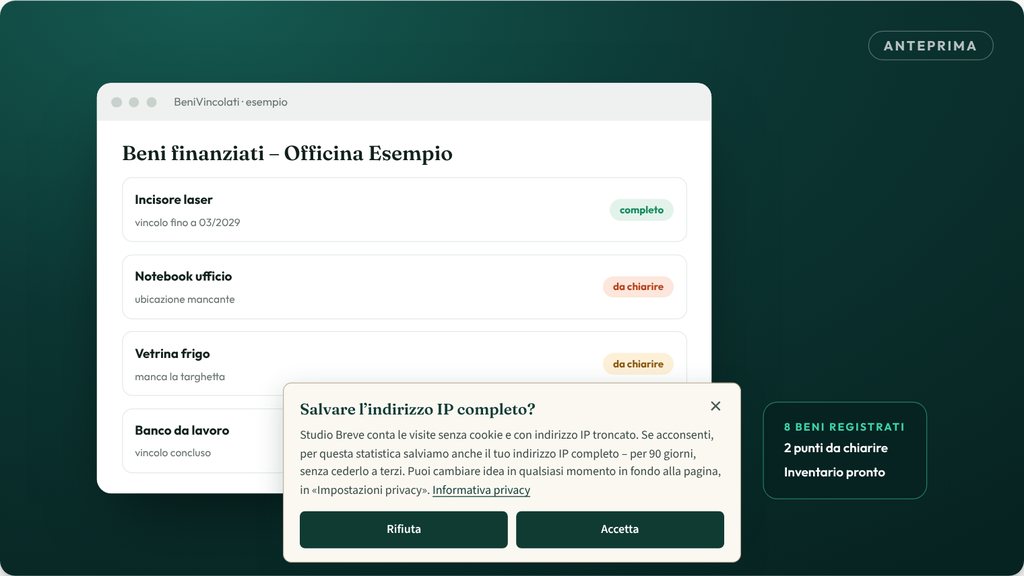 ANTEPRIMA
BeniVincolati · esempio
Beni finanziati – Officina Esempio
Incisore laser
vincolo fino a 03/2029
completo
Notebook ufficio
ubicazione mancante
da chiarire
Vetrina frigo
manca la targhetta
da chiarire
Banco da lavoro
vincolo concluso
Salvare l’indirizzo IP completo?
Studio Breve conta le visite senza cookie e con indirizzo IP troncato. Se acconsenti,
per questa statistica salviamo anche il tuo indirizzo IP completo – per 90 giorni,
senza cederlo a terzi. Puoi cambiare idea in qualsiasi momento in fondo alla pagina,
in «Impostazioni privacy». Informativa privacy
Rifiuta
Accetta
8 BENI REGISTRATI
2 punti da chiarire
Inventario pronto